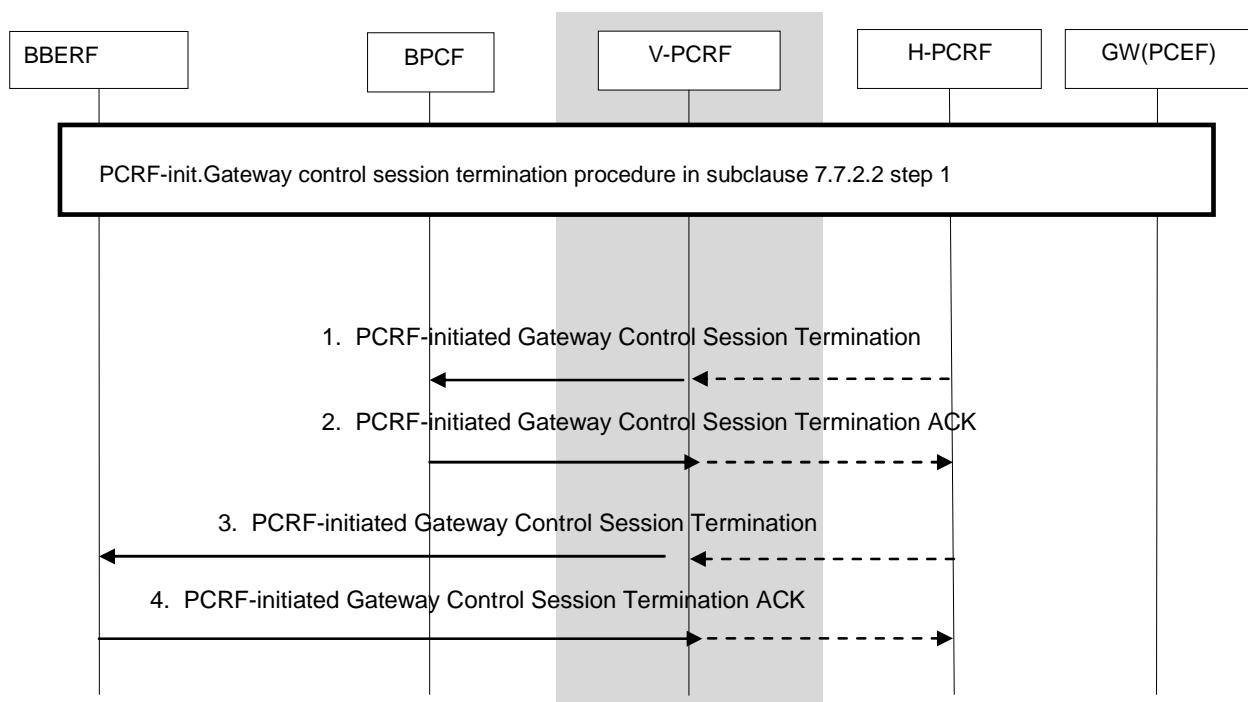 BBERF
BPCF
V-PCRF
H-PCRF
GW(PCEF)
PCRF-init.Gateway control session termination procedure in subclause 7.7.2.2 step 1
1. PCRF-initiated Gateway Control Session Termination
2. PCRF-initiated Gateway Control Session Termination ACK
3. PCRF-initiated Gateway Control Session Termination
4. PCRF-initiated Gateway Control Session Termination ACK